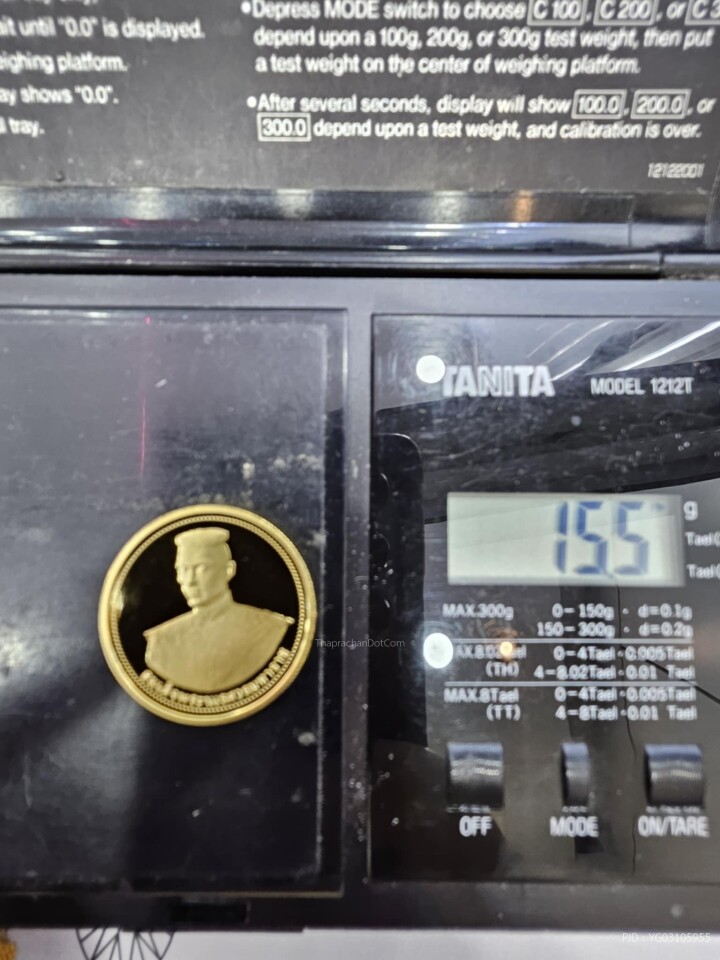 •Depress MODE switch to choose C 100, C 200, or C 3
ait until "0.0" is displayed.
depend upon a 100g, 200g, or 300g test weight, then put
eighing platform.
a test weight on the center of weighing platform.
ay shows "0.0".
•After several seconds, display will show 100.0, 200.0, or
l tray.
300.0 depend upon a test weight, and calibration is over.
12122001
TANITA MODEL 1212T
15.5 g
Tael
Tael
MAX.300g 0–150g · d=0.1g
150–300g · d=0.2g
0–4Tael · 0.005Tael
(TH) 4–8.02Tael · 0.01 Tael
MAX.8Tael 0–4Tael · 0.005Tael
(TT) 4–8Tael · 0.01 Tael
OFF MODE ON/TARE
ThaprachanDotCom
PID : YG03105955